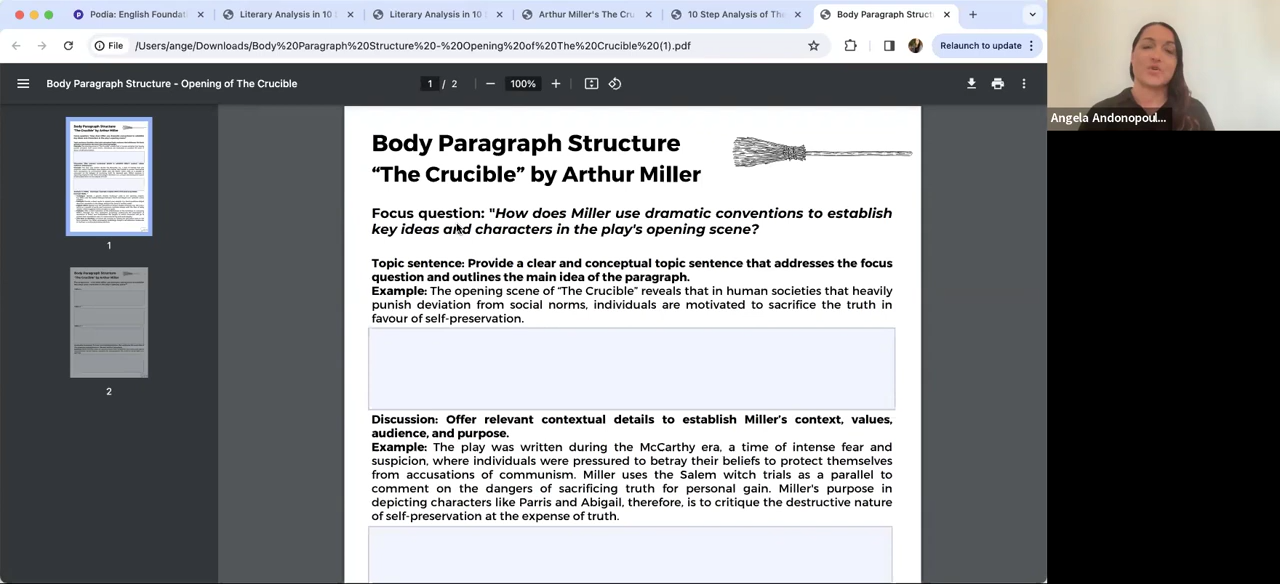 Podia: English Foundati
Literary Analysis in 10
Literary Analysis in 10
Arthur Miller's The Cru
10 Step Analysis of The
Body Paragraph Structu
File
/Users/ange/Downloads/Body%20Paragraph%20Structure%20-%20Opening%20of%20The%20Crucible%20(1).pdf
Relaunch to update
Body Paragraph Structure - Opening of The Crucible
1 / 2
100%
Angela Andonopoul...
1
2
Body Paragraph Structure
“The Crucible” by Arthur Miller
Focus question: "How does Miller use dramatic conventions to establish
key ideas and characters in the play's opening scene?
Topic sentence: Provide a clear and conceptual topic sentence that addresses the focus
question and outlines the main idea of the paragraph.
Example: The opening scene of “The Crucible” reveals that in human societies that heavily
punish deviation from social norms, individuals are motivated to sacrifice the truth in
favour of self-preservation.
Discussion: Offer relevant contextual details to establish Miller’s context, values,
audience, and purpose.
Example: The play was written during the McCarthy era, a time of intense fear and
suspicion, where individuals were pressured to betray their beliefs to protect themselves
from accusations of communism. Miller uses the Salem witch trials as a parallel to
comment on the dangers of sacrificing truth for personal gain. Miller's purpose in
depicting characters like Parris and Abigail, therefore, is to critique the destructive nature
of self-preservation at the expense of truth.